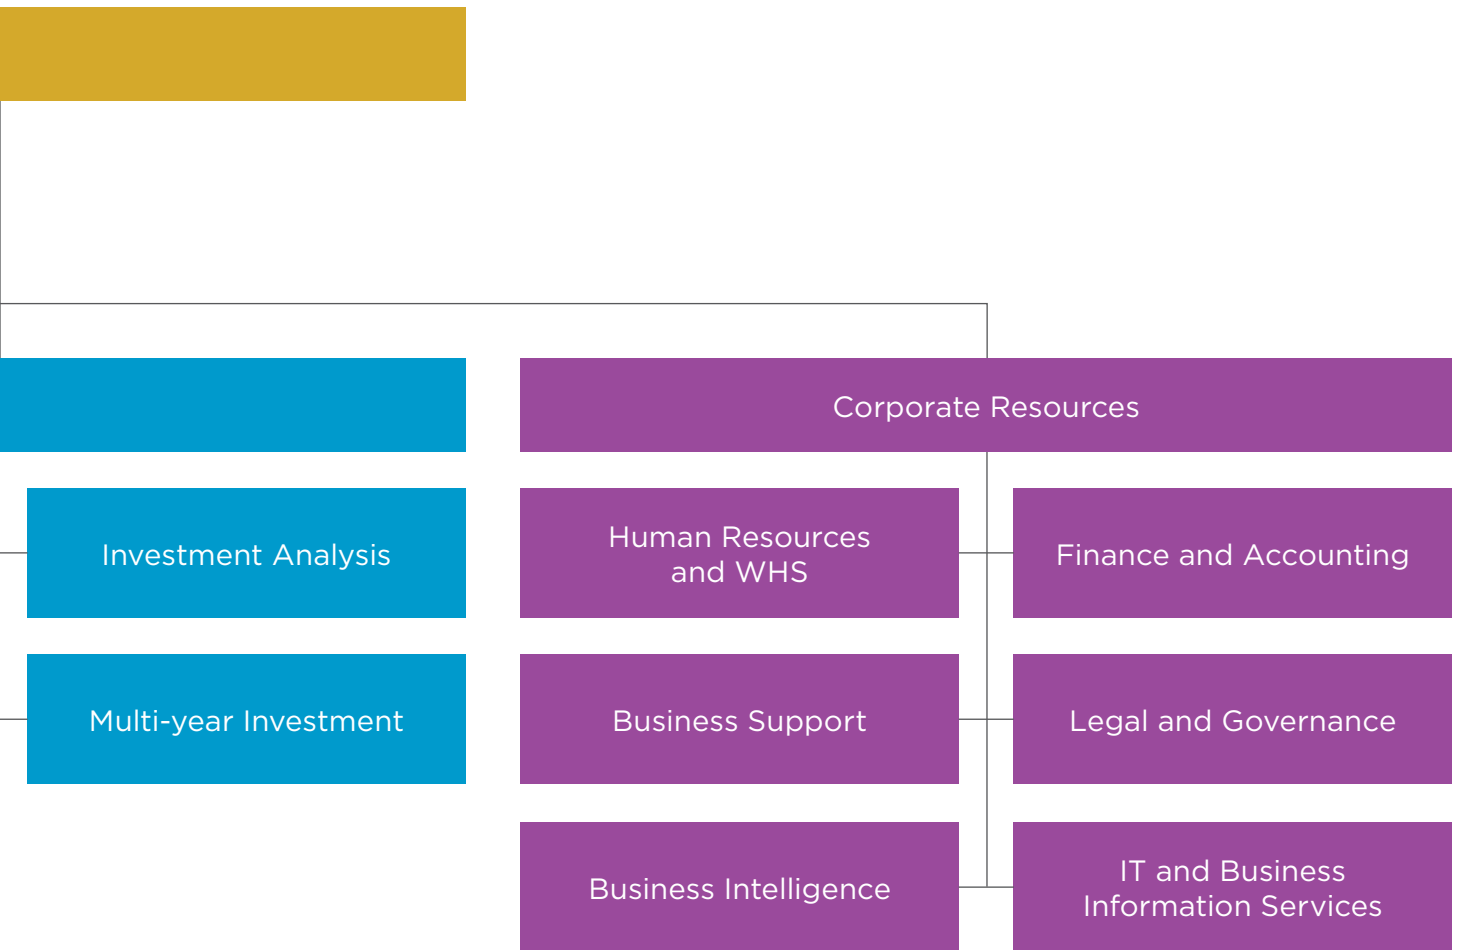 Corporate Resources
Investment Analysis
Human Resources
and WHS
Finance and Accounting
Multi-year Investment
Business Support
Legal and Governance
Business Intelligence
IT and Business
Information Services